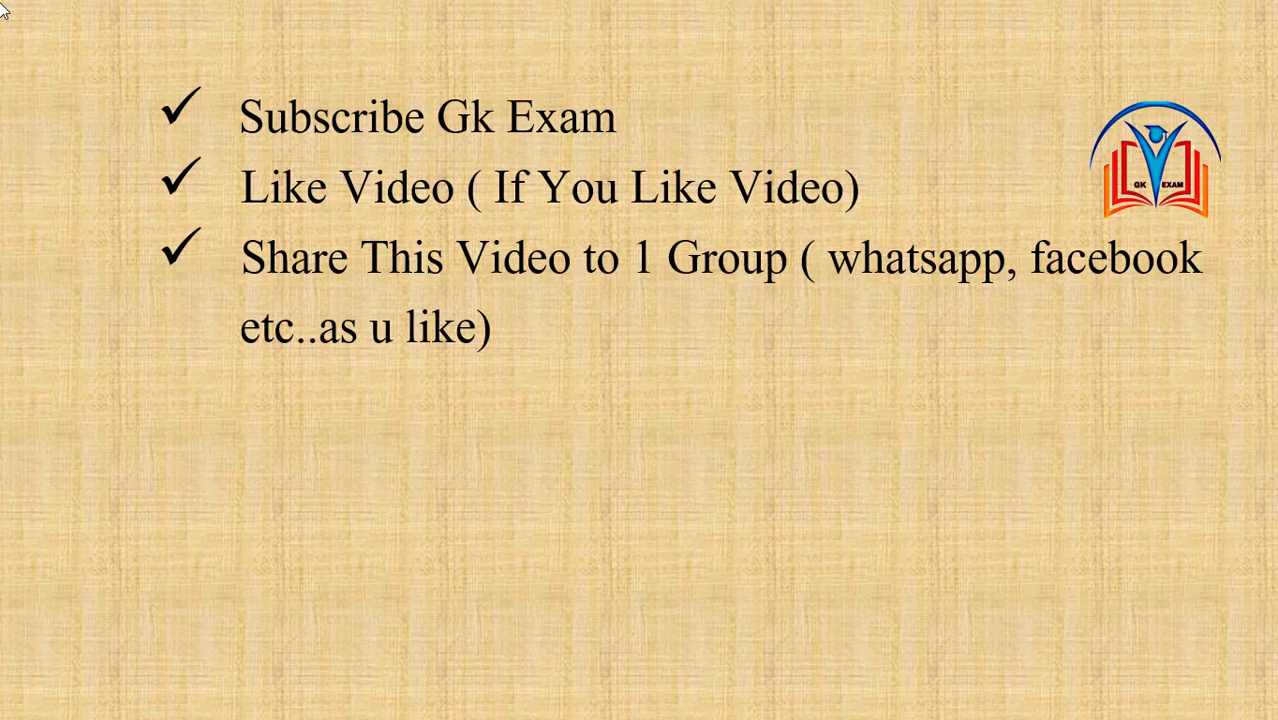 ✓ Subscribe Gk Exam
✓ Like Video ( If You Like Video)
✓ Share This Video to 1 Group ( whatsapp, facebook
etc..as u like)
GK EXAM